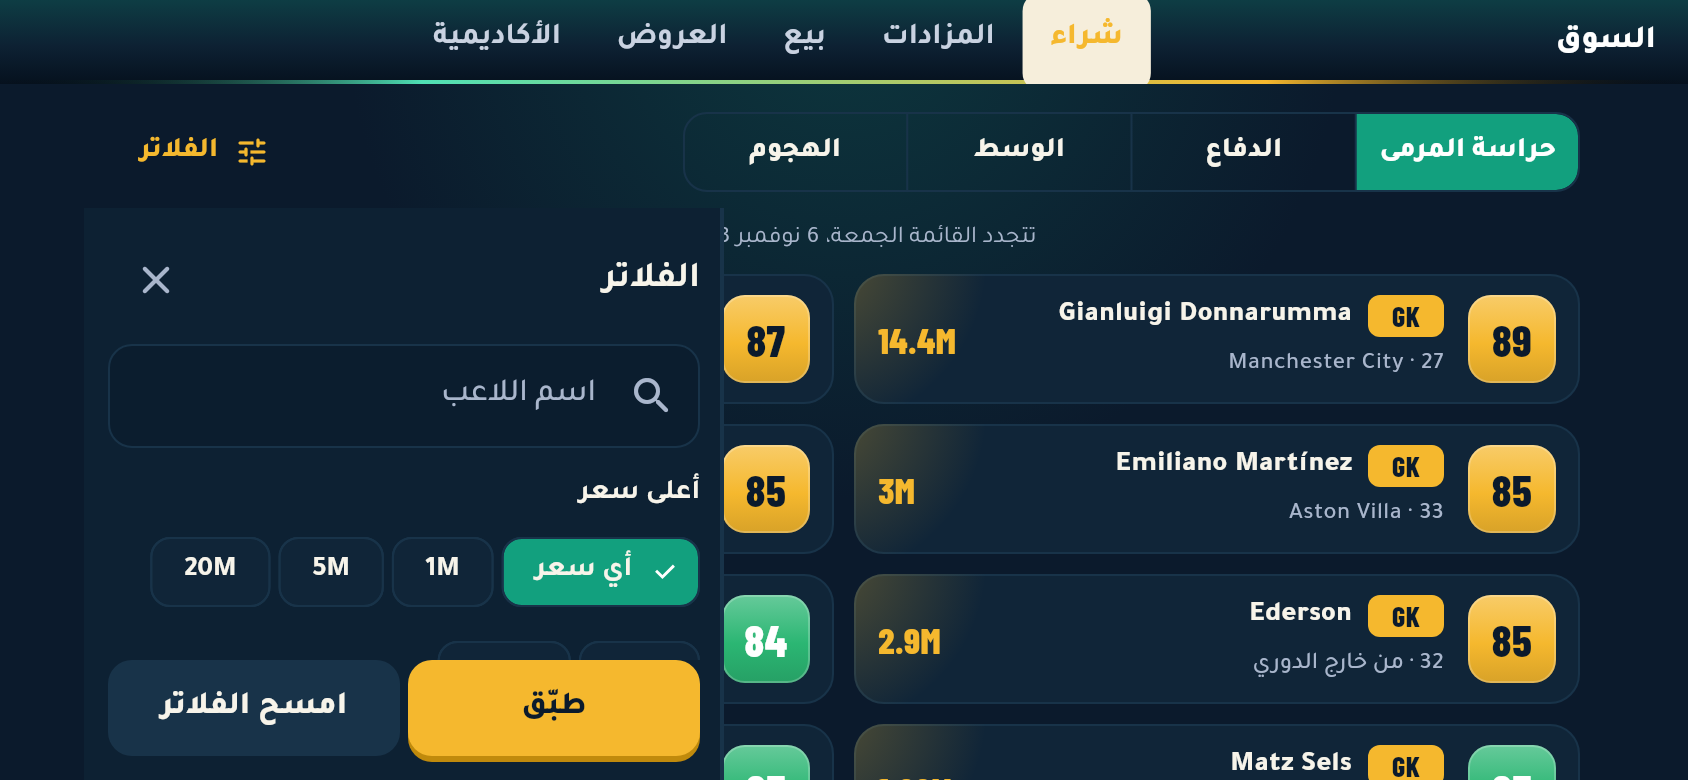 السوق
شراء
المزادات
بيع
العروض
الأكاديمية
حراسة المرمى
الدفاع
الوسط
الهجوم
الفلاتر
تتجدد القائمة الجمعة، 6 نوفمبر
89
GK
Gianluigi Donnarumma
Manchester City · 27
14.4M
87
85
GK
Emiliano Martínez
Aston Villa · 33
3M
85
85
GK
Ederson
32 · من خارج الدوري
2.9M
84
GK
Matz Sels
الفلاتر
اسم اللاعب
أعلى سعر
أي سعر
1M
5M
20M
طبّق
امسح الفلاتر